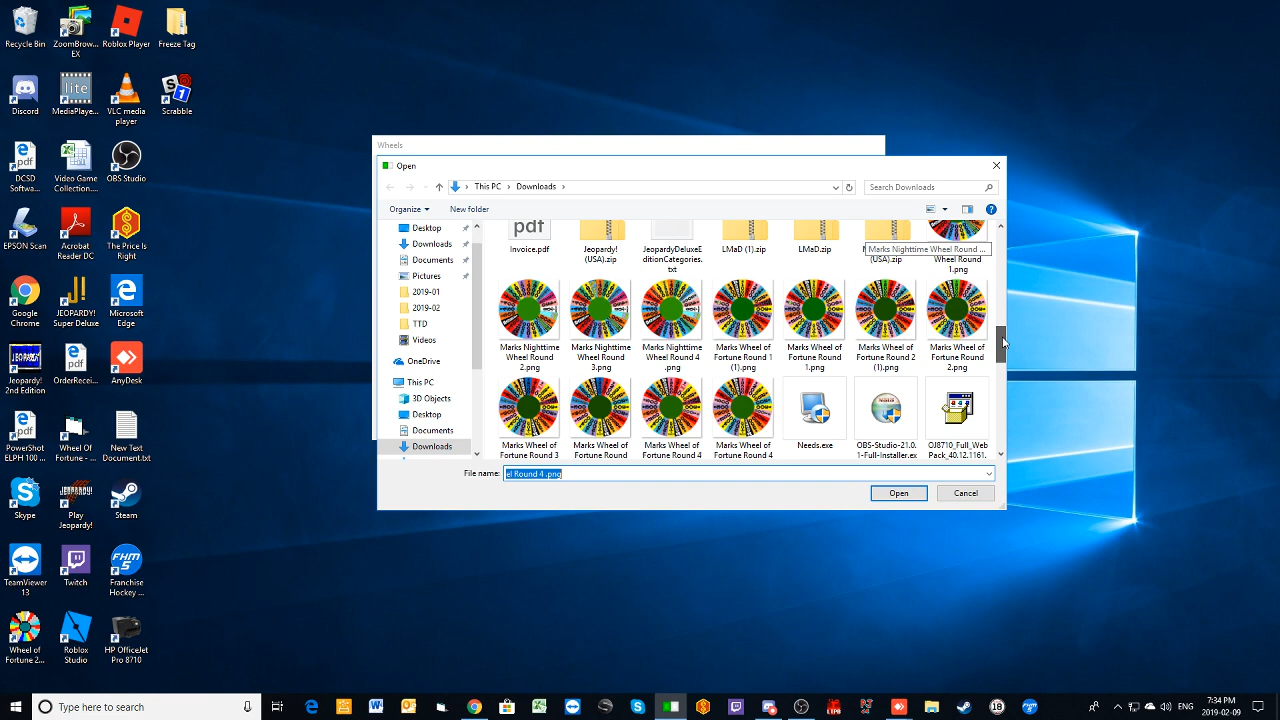 Recycle Bin
ZoomBrow...
EX
Roblox Player
Freeze Tag
Discord
MediaPlaye...
VLC media
player
Scrabble
DCSD
Softwa...
Video Game
Collection....
OBS Studio
EPSON Scan
Acrobat
Reader DC
The Price Is
Right
Google
Chrome
JEOPARDY!
Super Deluxe
Microsoft
Edge
Jeopardy!
2nd Edition
OrderRecei...
AnyDesk
PowerShot
ELPH 100 ...
Wheel Of
Fortune - ...
New Text
Document.txt
Skype
Play
Jeopardy!
Steam
TeamViewer
13
Twitch
Franchise
Hockey ...
Wheel of
Fortune 2...
Roblox
Studio
HP OfficeJet
Pro 8710
Wheels
Open
This PC > Downloads >
Search Downloads
Organize
New folder
Desktop
Downloads
Documents
Pictures
2019-01
2019-02
TTD
Videos
OneDrive
This PC
3D Objects
Desktop
Documents
Downloads
pdf
Invoice.pdf
Jeopardy!
(USA).zip
JeopardyDeluxeE
ditionCategories.
txt
LMaD (1).zip
LMaD.zip
(USA).zip
Marks Nighttime Wheel Round ...
Wheel Round
1.png
Marks Nighttime
Wheel Round
2.png
Marks Nighttime
Wheel Round
3.png
Marks Nighttime
Wheel Round 4
.png
Marks Wheel of
Fortune Round 1
(1).png
Marks Wheel of
Fortune Round
1.png
Marks Wheel of
Fortune Round 2
(1).png
Marks Wheel of
Fortune Round
2.png
Marks Wheel of
Fortune Round 3
Marks Wheel of
Fortune Round
Marks Wheel of
Fortune Round 4
Marks Wheel of
Fortune Round 4
Needs.exe
OBS-Studio-21.0.
1-Full-Installer.ex
OJ8710_Full_Web
Pack_40.12.1161.
File name:
el Round 4 .png
Open
Cancel
Type here to search
ENG
7:34 PM
2019-02-09